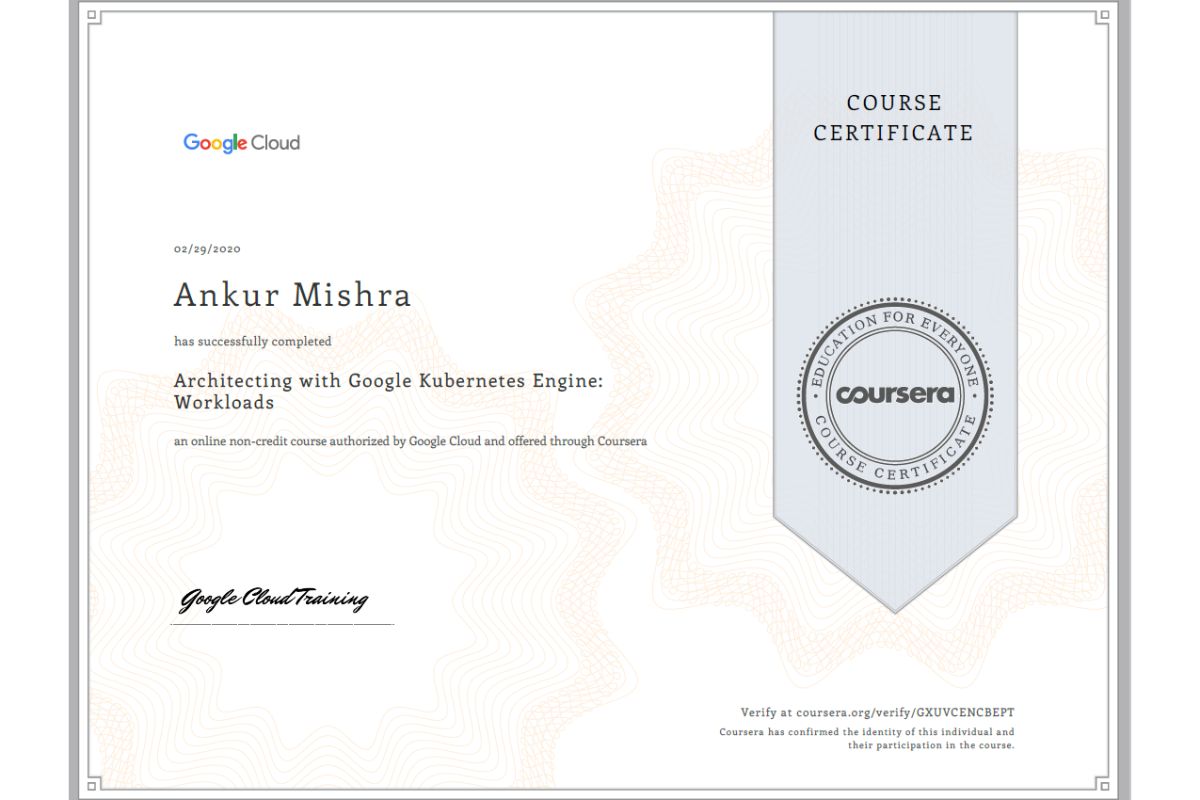 COURSE
CERTIFICATE
Google Cloud
02/29/2020
Ankur Mishra
has successfully completed
Architecting with Google Kubernetes Engine:
Workloads
an online non-credit course authorized by Google Cloud and offered through Coursera
EDUCATION FOR EVERYONE
coursera
COURSE CERTIFICATE
Google Cloud Training
Verify at coursera.org/verify/GXUVCENCBEPT
Coursera has confirmed the identity of this individual and
their participation in the course.